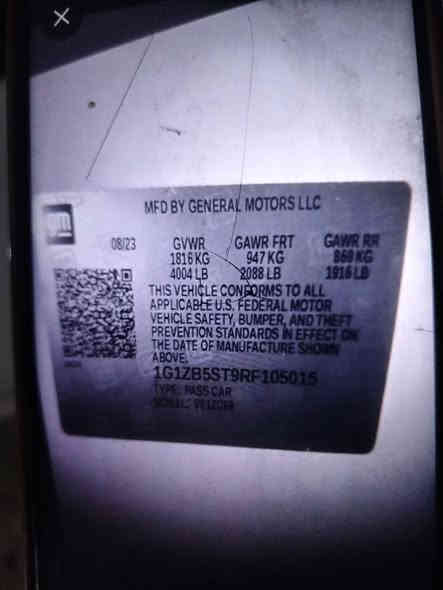 GM
MFD BY GENERAL MOTORS LLC
08/23 GVWR GAWR FRT GAWR RR
1816 KG 947 KG 869 KG
4004 LB 2088 LB 1916 LB
THIS VEHICLE CONFORMS TO ALL
APPLICABLE U.S. FEDERAL MOTOR
VEHICLE SAFETY, BUMPER, AND THEFT
PREVENTION STANDARDS IN EFFECT ON
THE DATE OF MANUFACTURE SHOWN
ABOVE.
1G1ZB5ST9RF105015
TYPE: PASS CAR